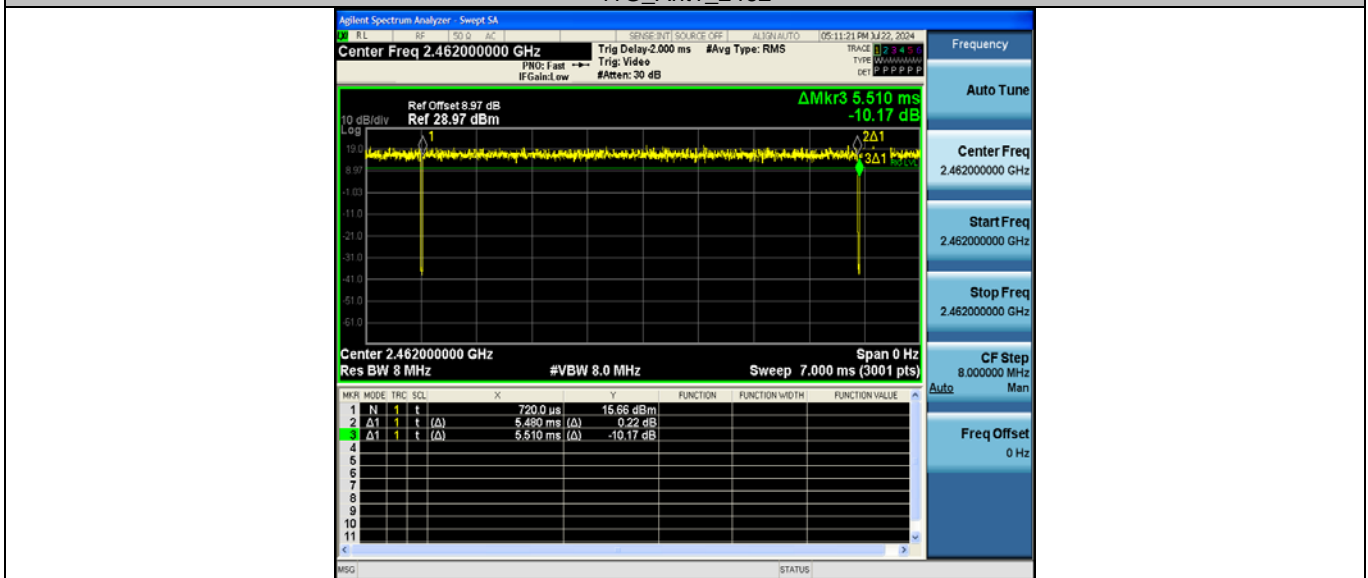 Agilent Spectrum Analyzer - Swept SA
RL RF 50 Ω AC SENSE:INT SOURCE OFF ALIGN AUTO 05:11:21 PM Jul 22, 2024
Center Freq 2.462000000 GHz
Trig Delay-2.000 ms #Avg Type: RMS
TRACE 1 2 3 4 5 6
PNO: Fast Trig: Video
TYPE
IFGain:Low #Atten: 30 dB
DET P P P P P P
Ref Offset 8.97 dB
10 dB/div Ref 28.97 dBm
ΔMkr3 5.510 ms
-10.17 dB
Log
1
2Δ1
3Δ1
19.0
8.97
-1.03
-11.0
-21.0
-31.0
-41.0
-51.0
-61.0
Center 2.462000000 GHz Span 0 Hz
Res BW 8 MHz #VBW 8.0 MHz Sweep 7.000 ms (3001 pts)
MKR MODE TRC SCL X Y FUNCTION FUNCTION WIDTH FUNCTION VALUE
1 N 1 t 720.0 µs 15.66 dBm
2 Δ1 1 t (Δ) 5.480 ms (Δ) 0.22 dB
3 Δ1 1 t (Δ) 5.510 ms (Δ) -10.17 dB
4
5
6
7
8
9
10
11
MSG STATUS
Frequency
Auto Tune
Center Freq
2.462000000 GHz
Start Freq
2.462000000 GHz
Stop Freq
2.462000000 GHz
CF Step
8.000000 MHz
Auto Man
Freq Offset
0 Hz